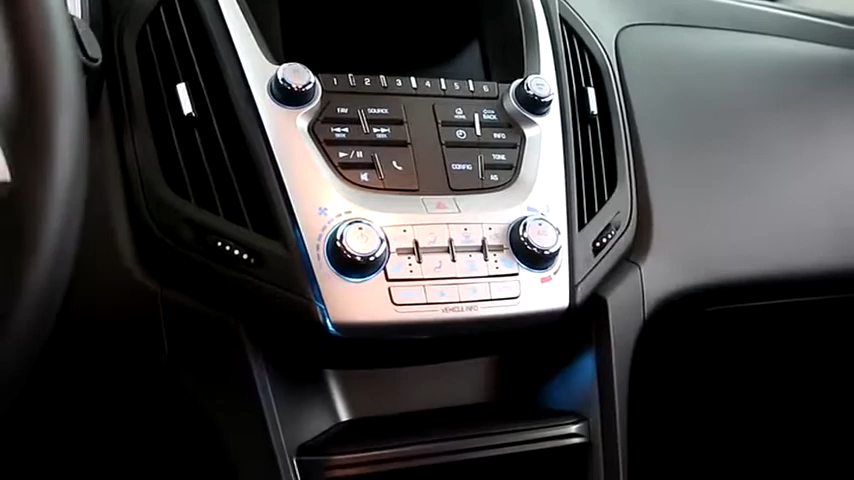 1 2 3 4 5 6
FAV SOURCE
BACK
SEEK SEEK
INFO
TONE
CONFIG
AS
VEHICLE INFO